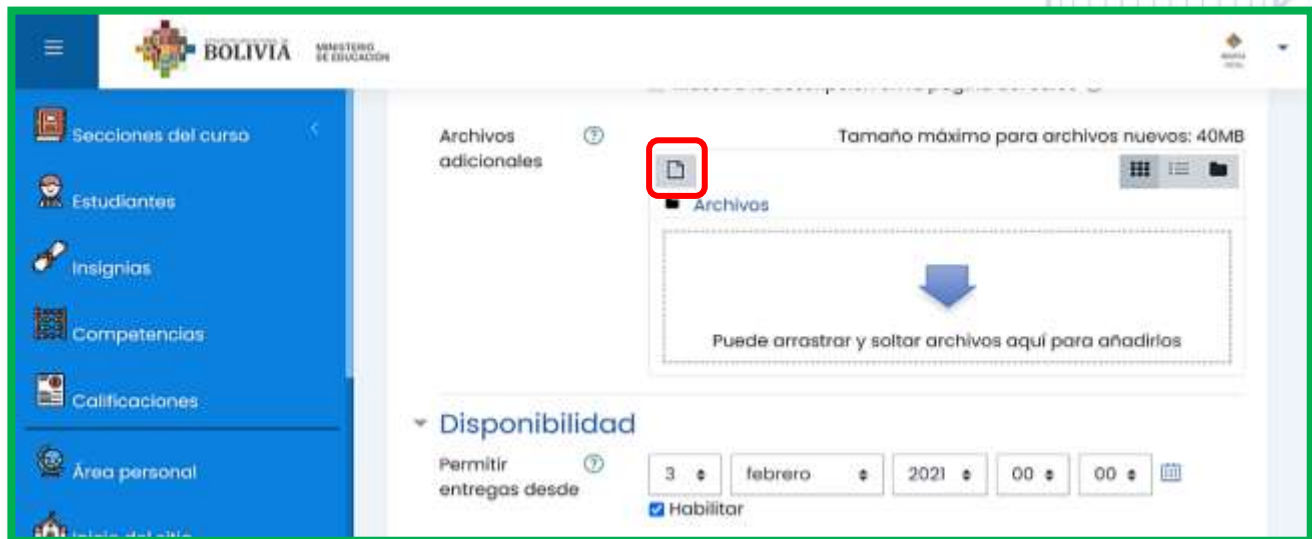 BOLIVIA MINISTERIO DE EDUCACIÓN
Secciones del curso
Estudiantes
Insignias
Competencias
Calificaciones
Área personal
Archivos adicionales
Tamaño máximo para archivos nuevos: 40MB
Archivos
Puede arrastrar y soltar archivos aquí para añadirlos
Disponibilidad
Permitir entregas desde
3 febrero 2021 00 00
Habilitar